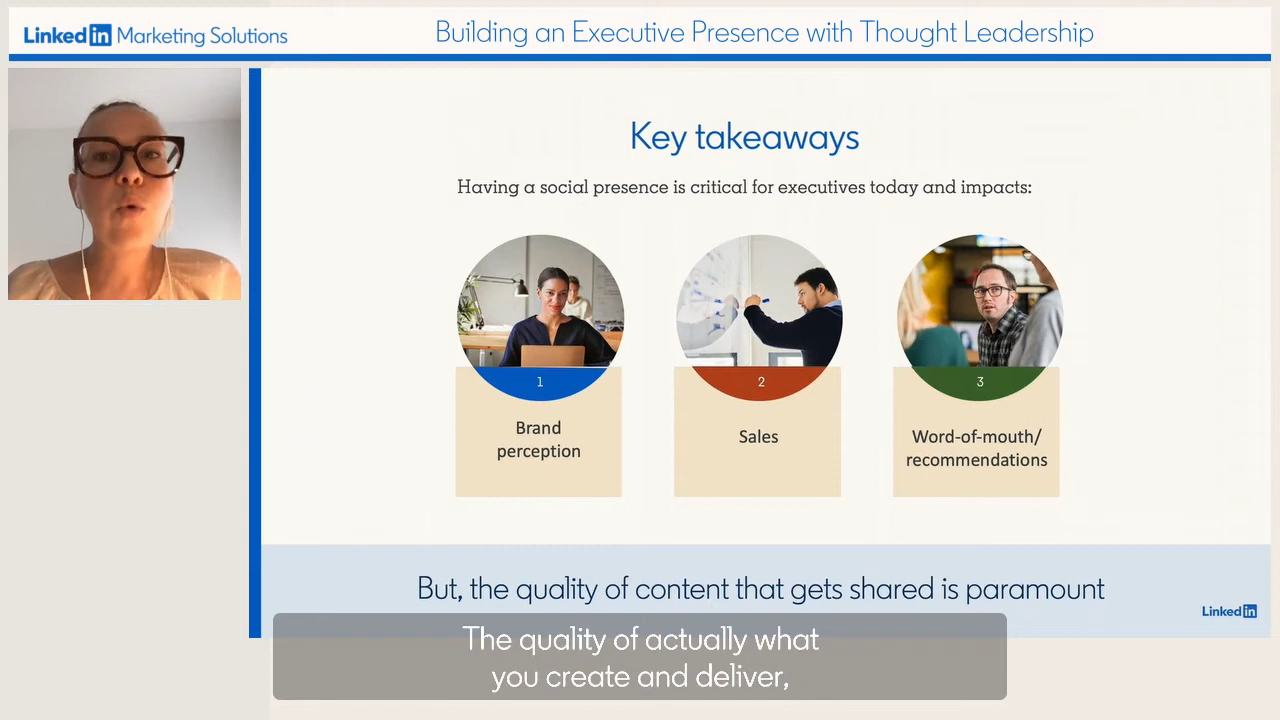 LinkedIn Marketing Solutions
Building an Executive Presence with Thought Leadership
Key takeaways
Having a social presence is critical for executives today and impacts:
1
Brand
perception
2
Sales
3
Word-of-mouth/
recommendations
But, the quality of content that gets shared is paramount
LinkedIn
The quality of actually what
you create and deliver,